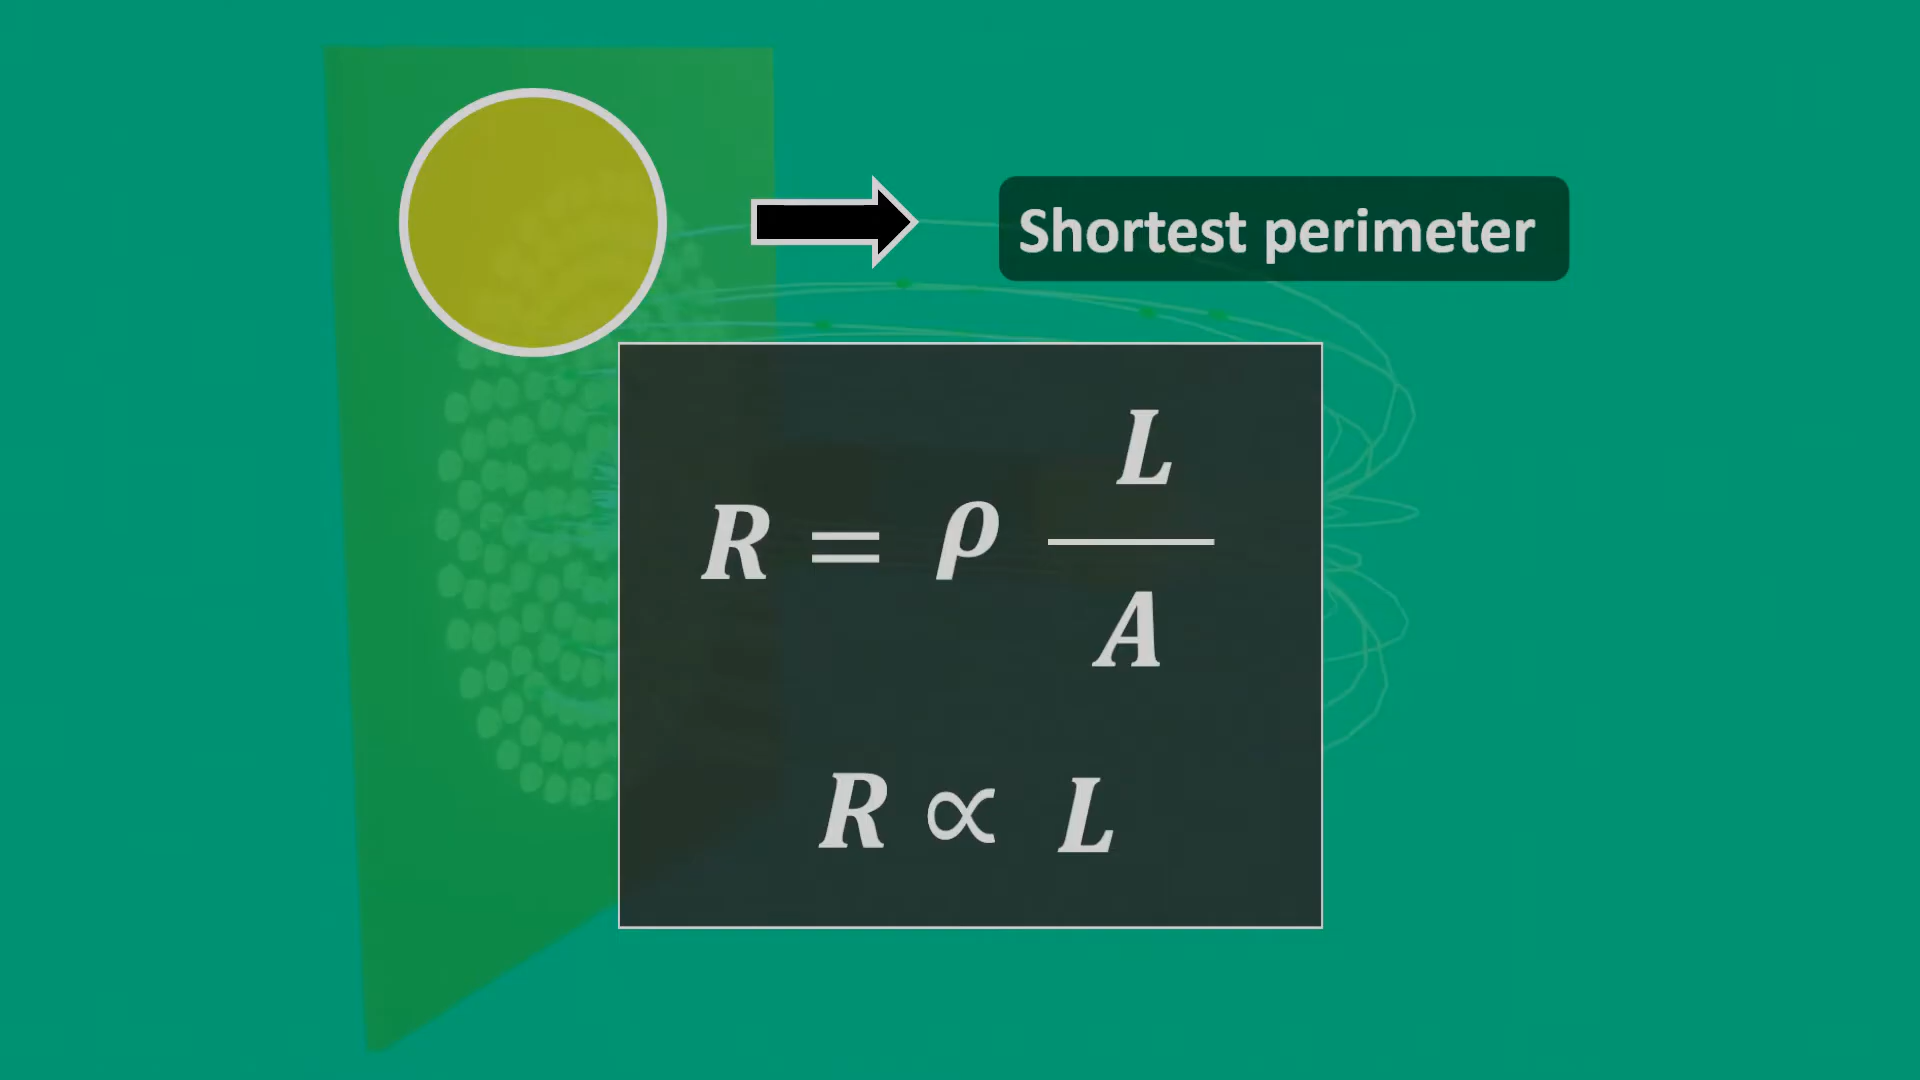 Shortest perimeter
R = ρ L/A
R ∝ L